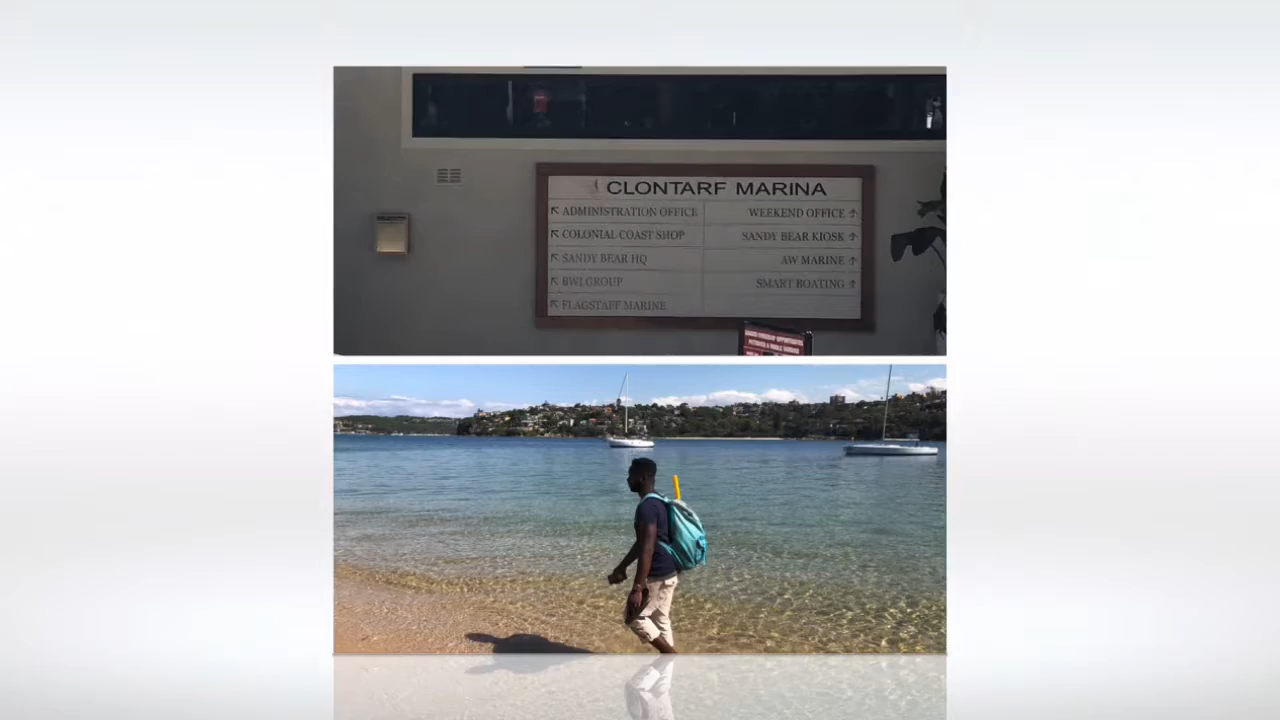 CLONTARF MARINA
ADMINISTRATION OFFICE
COLONIAL COAST SHOP
SANDY BEAR HQ
BWI GROUP
FLAGSTAFF MARINE
WEEKEND OFFICE
SANDY BEAR KIOSK
AW MARINE
SMART BOATING